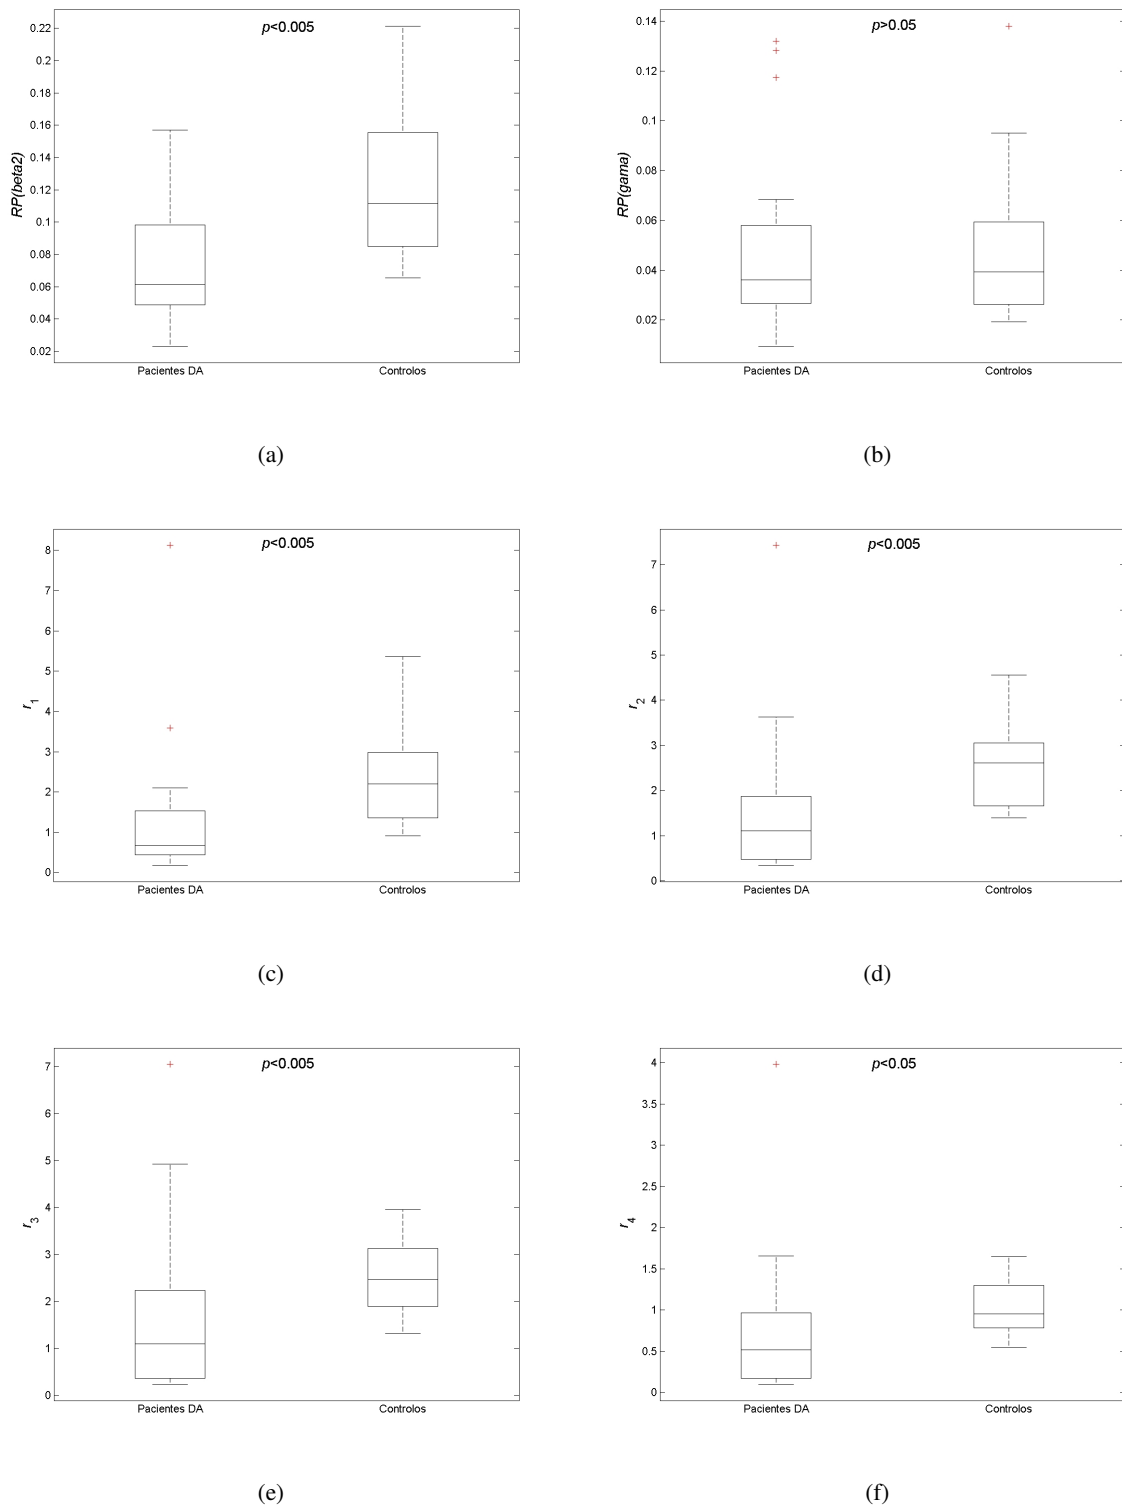 p<0.005
0.22
0.2
0.18
0.16
0.14
0.12
0.1
0.08
0.06
0.04
0.02
RP(beta2)
Pacientes DA Controlos
(a)
p>0.05
0.14
0.12
0.1
0.08
0.06
0.04
0.02
RP(gama)
Pacientes DA Controlos
(b)
p<0.005
8
7
6
5
4
3
2
1
0
r1
Pacientes DA Controlos
(c)
p<0.005
7
6
5
4
3
2
1
0
r2
Pacientes DA Controlos
(d)
p<0.005
7
6
5
4
3
2
1
0
r3
Pacientes DA Controlos
(e)
p<0.05
4
3.5
3
2.5
2
1.5
1
0.5
0
r4
Pacientes DA Controlos
(f)